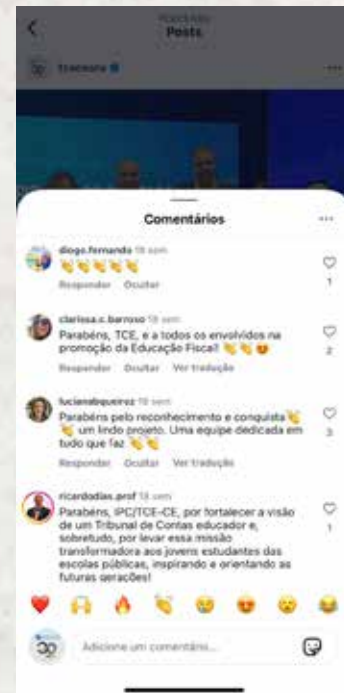 Posts
Comentários
diogo.fernando 18 sem
👏👏👏👏👏
Responder Ocultar
1
clarissa.c.barroso 18 sem
Parabéns, TCE, e a todos os envolvidos na
promoção da Educação Fiscal! 👏👏😍
Responder Ocultar Ver tradução
2
lucianabqueiroz 18 sem
Parabéns pelo reconhecimento e conquista👏
👏 um lindo projeto. Uma equipe dedicada em
tudo que faz 👏👏
Responder Ocultar Ver tradução
3
ricardodias.prof 18 sem
Parabéns, IPC/TCE-CE, por fortalecer a visão
de um Tribunal de Contas educador e,
sobretudo, por levar essa missão
transformadora aos jovens estudantes das
escolas públicas, inspirando e orientando as
futuras gerações!
1
Adicione um comentário...